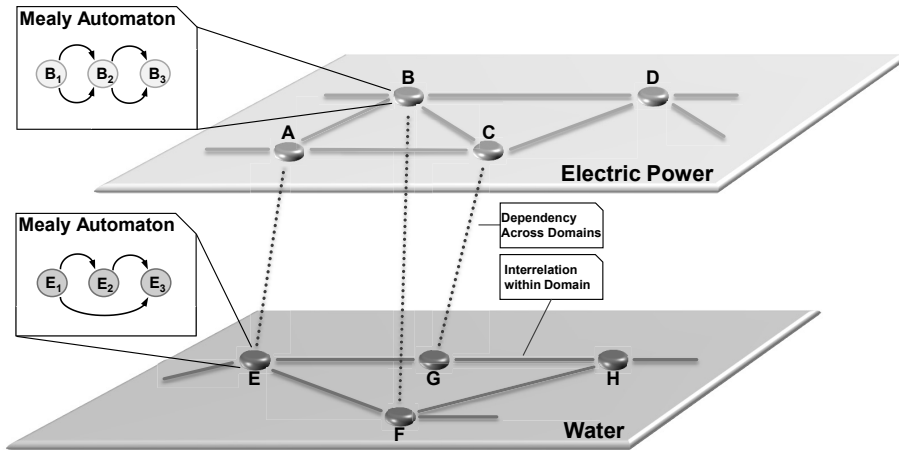 Mealy Automaton
B1 B2 B3
B
D
A
C
Electric Power
Mealy Automaton
E1 E2 E3
Dependency
Across Domains
Interrelation
within Domain
E
G
H
F
Water